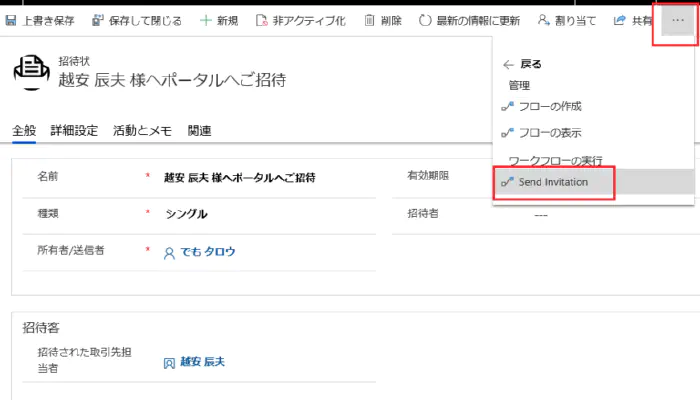 上書き保存 保存して閉じる 新規 非アクティブ化 削除 最新の情報に更新 割り当て 共有 ...
招待状
越安 辰夫 様へポータルへご招待
戻る
管理
フローの作成
フローの表示
ワークフローの実行
Send Invitation
全般 詳細設定 活動とメモ 関連
名前 * 越安 辰夫 様へポータルへご招待 有効期限
種類 * シングル 招待者 ---
所有者/送信者 * でも タロウ
招待客
招待された取引先担
当者
越安 辰夫